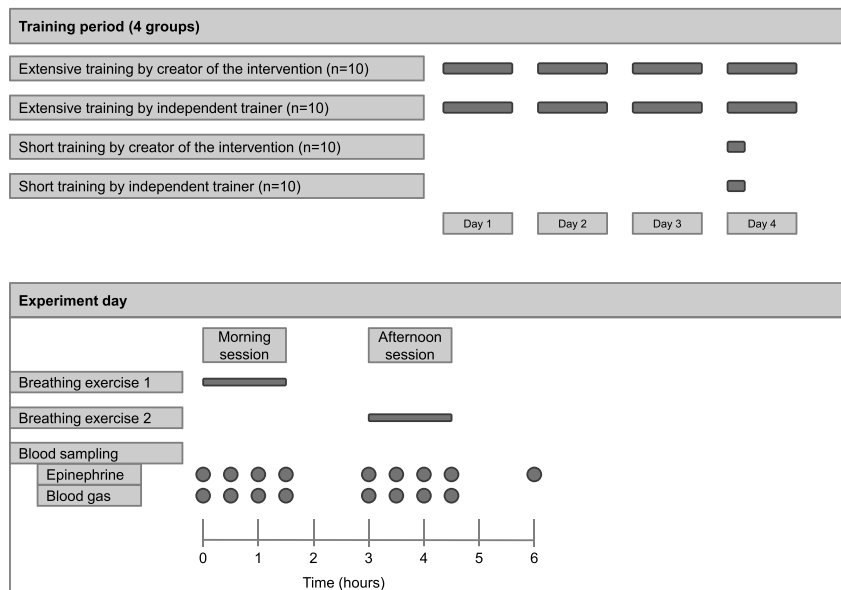 Training period (4 groups)
Extensive training by creator of the intervention (n=10)
Extensive training by independent trainer (n=10)
Short training by creator of the intervention (n=10)
Short training by independent trainer (n=10)
Day 1 Day 2 Day 3 Day 4
Experiment day
Morning
session
Afternoon
session
Breathing exercise 1
Breathing exercise 2
Blood sampling
Epinephrine
Blood gas
0 1 2 3 4 5 6
Time (hours)